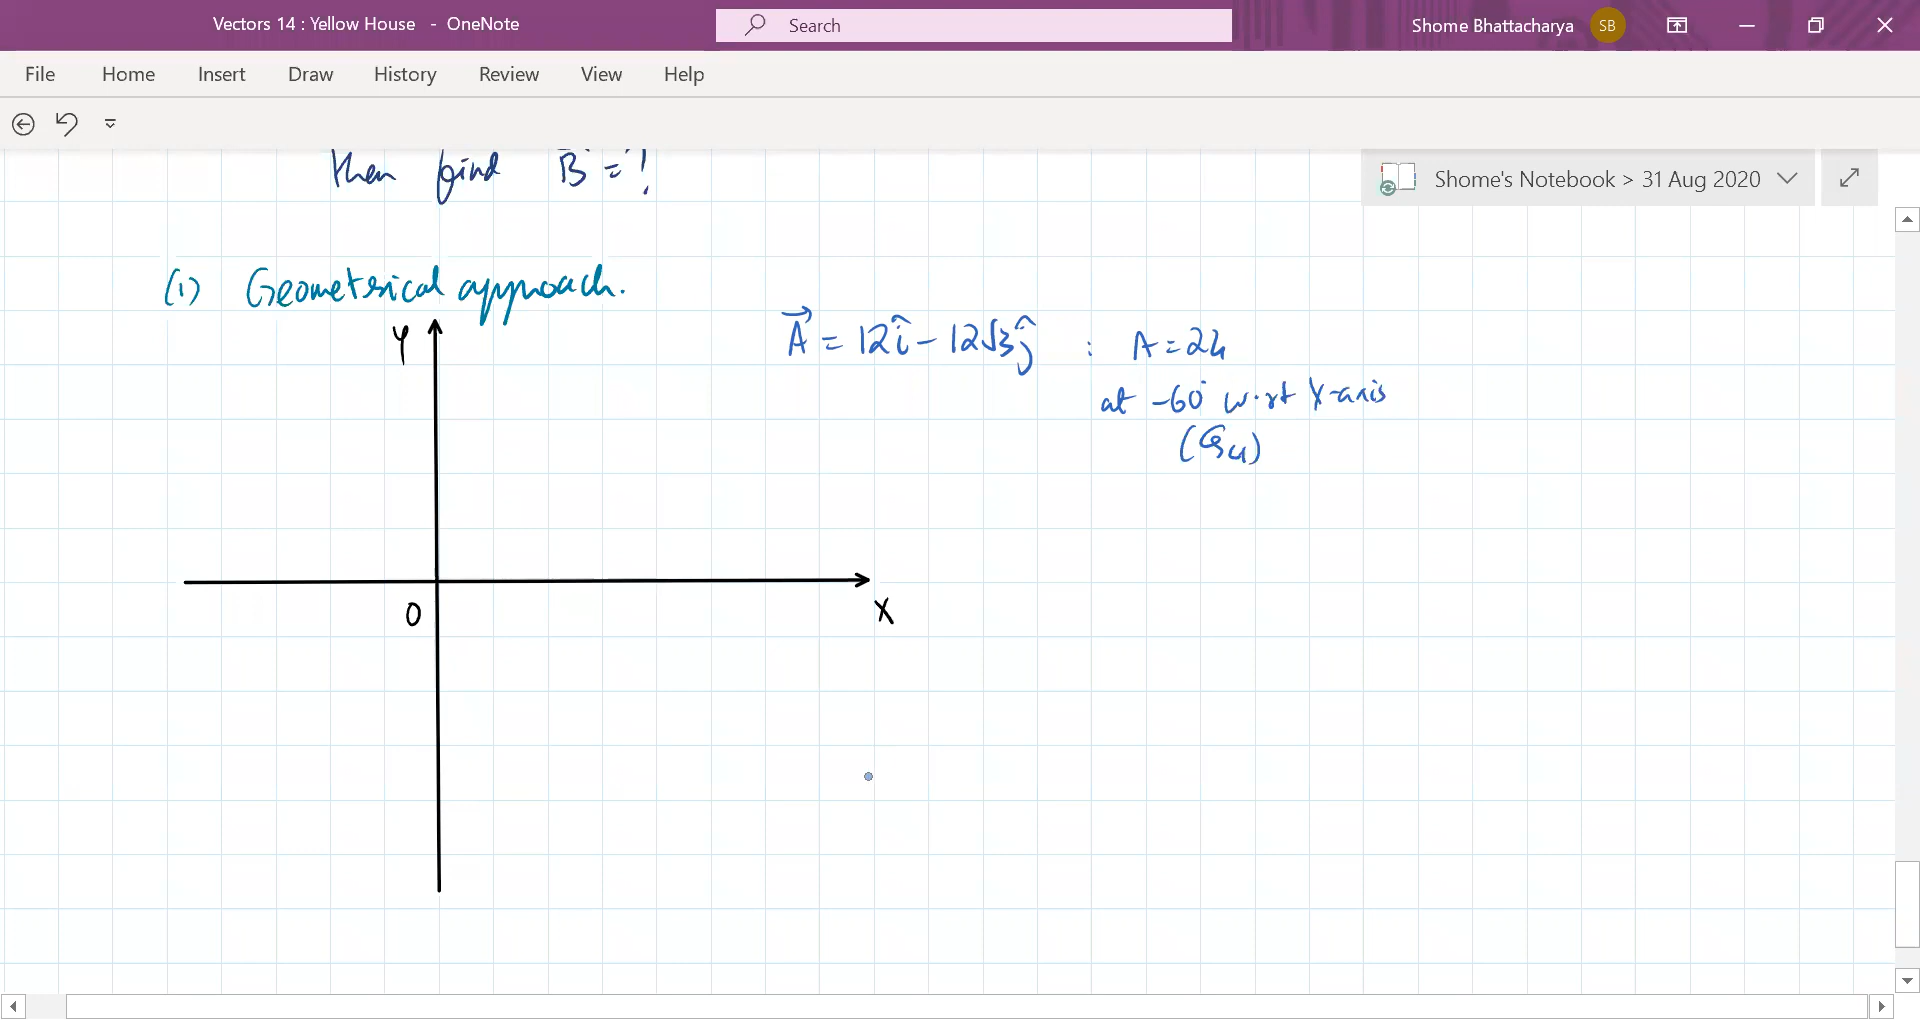 Vectors 14 : Yellow House - OneNote
Search
Shome Bhattacharya SB
File Home Insert Draw History Review View Help
then find B = ?
Shome's Notebook > 31 Aug 2020
(1) Geometrical approach.
Y
A = 12î - 12√3ĵ : A = 24
at -60° w.r.t X-axis
(Q4)
O
X